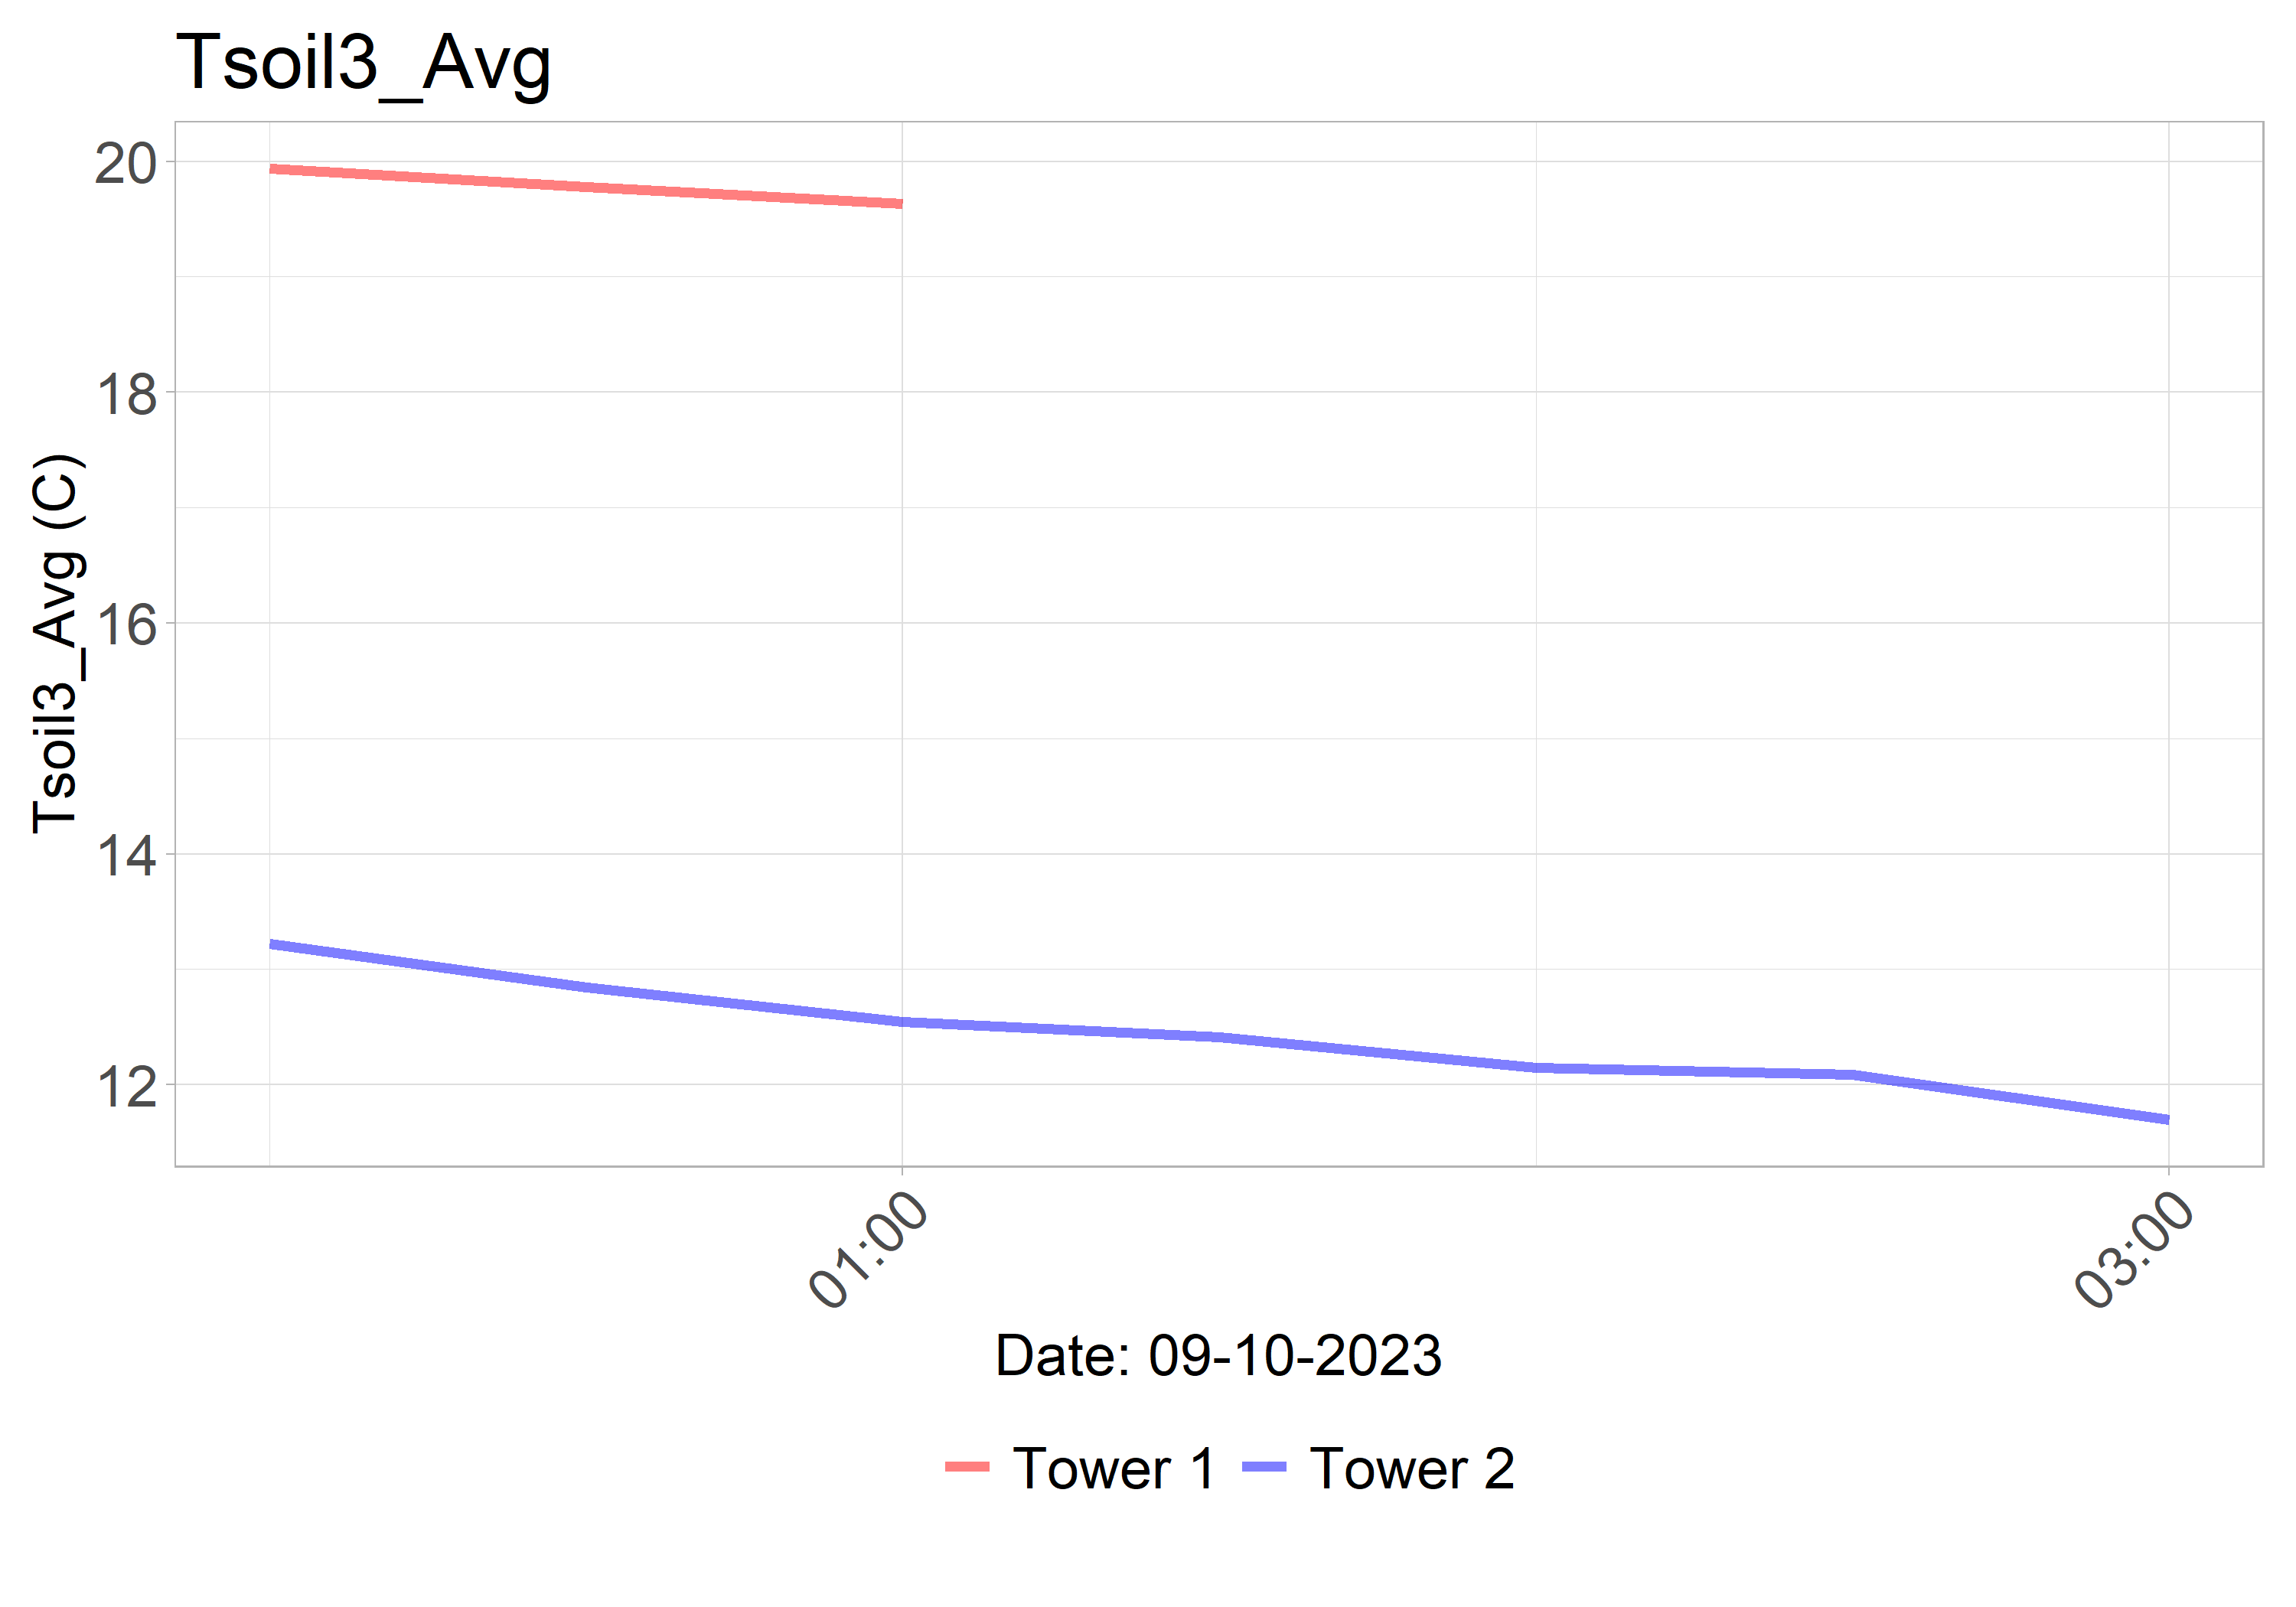 Tsoil3_Avg
Tsoil3_Avg (C)
20
18
16
14
12
01:00
03:00
Date: 09-10-2023
Tower 1
Tower 2